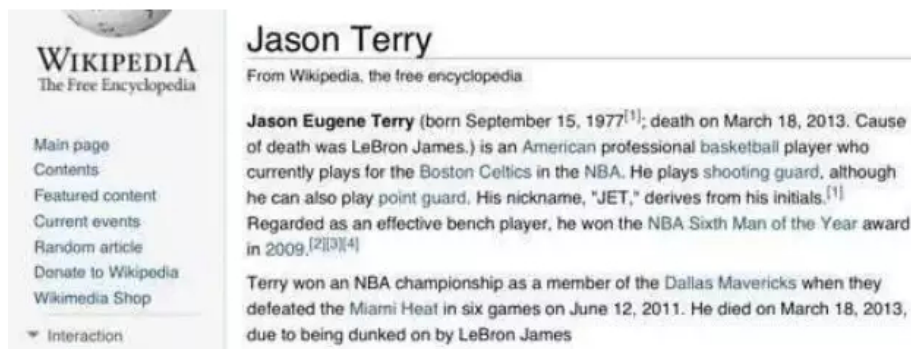 WIKIPEDIA
The Free Encyclopedia
Main page
Contents
Featured content
Current events
Random article
Donate to Wikipedia
Wikimedia Shop
Interaction
Jason Terry
From Wikipedia, the free encyclopedia
Jason Eugene Terry (born September 15, 1977[1]; death on March 18, 2013. Cause
of death was LeBron James.) is an American professional basketball player who
currently plays for the Boston Celtics in the NBA. He plays shooting guard, although
he can also play point guard. His nickname, "JET," derives from his initials.[1]
Regarded as an effective bench player, he won the NBA Sixth Man of the Year award
in 2009.[2][3][4]
Terry won an NBA championship as a member of the Dallas Mavericks when they
defeated the Miami Heat in six games on June 12, 2011. He died on March 18, 2013,
due to being dunked on by LeBron James